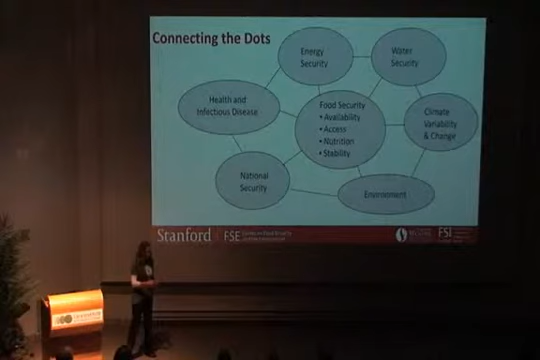 Connecting the Dots
Energy
Security
Water
Security
Health and
Infectious Disease
Food Security
• Availability
• Access
• Nutrition
• Stability
Climate
Variability
& Change
National
Security
Environment
Stanford
FSE
FSI